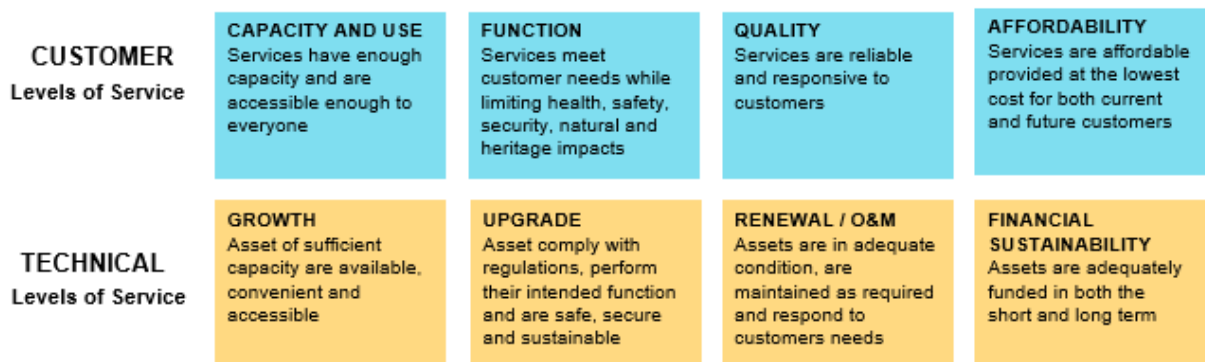 CUSTOMER
Levels of Service
CAPACITY AND USE
Services have enough
capacity and are
accessible enough to
everyone
FUNCTION
Services meet
customer needs while
limiting health, safety,
security, natural and
heritage impacts
QUALITY
Services are reliable
and responsive to
customers
AFFORDABILITY
Services are affordable
provided at the lowest
cost for both current
and future customers
TECHNICAL
Levels of Service
GROWTH
Asset of sufficient
capacity are available,
convenient and
accessible
UPGRADE
Asset comply with
regulations, perform
their intended function
and are safe, secure
and sustainable
RENEWAL / O&M
Assets are in adequate
condition, are
maintained as required
and respond to
customers needs
FINANCIAL
SUSTAINABILITY
Assets are adequately
funded in both the
short and long term